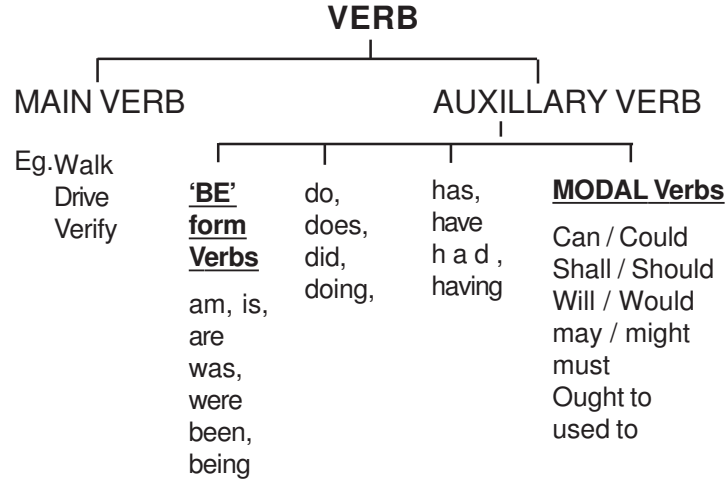 VERB
MAIN VERB
AUXILLARY VERB
Eg.Walk
Drive
Verify
‘BE’
form
Verbs
am, is,
are
was,
were
been,
being
do,
does,
did,
doing,
has,
have
h a d ,
having
MODAL Verbs
Can / Could
Shall / Should
Will / Would
may / might
must
Ought to
used to